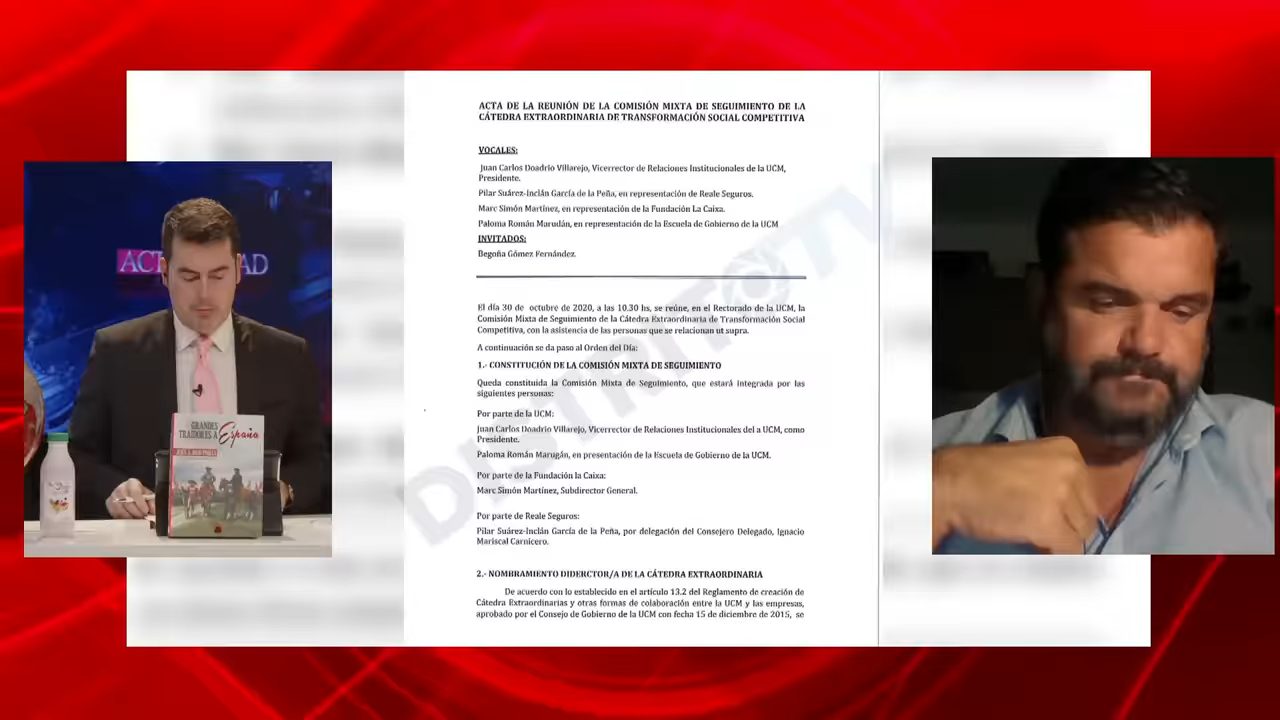 ACTA DE LA REUNIÓN DE LA COMISIÓN MIXTA DE SEGUIMIENTO DE LA
CÁTEDRA EXTRAORDINARIA DE TRANSFORMACIÓN SOCIAL COMPETITIVA
VOCALES:
Juan Carlos Doadrio Villarejo, Vicerrector de Relaciones Institucionales de la UCM,
Presidente.
Pilar Suárez-Inclán García de la Peña, en representación de Reale Seguros.
Marc Simón Martínez, en representación de la Fundación La Caixa.
Paloma Román Marudán, en representación de la Escuela de Gobierno de la UCM
INVITADOS:
Begoña Gómez Fernández.
El día 30 de octubre de 2020, a las 10.30 hs, se reúne, en el Rectorado de la UCM, la
Comisión Mixta de Seguimiento de la Cátedra Extraordinaria de Transformación Social
Competitiva, con la asistencia de las personas que se relacionan ut supra.
A continuación se da paso al Orden del Día:
1.- CONSTITUCIÓN DE LA COMISIÓN MIXTA DE SEGUIMIENTO
Queda constituida la Comisión Mixta de Seguimiento, que estará integrada por las
siguientes personas:
Por parte de la UCM:
Juan Carlos Doadrio Villarejo, Vicerrector de Relaciones Institucionales del a UCM, como
Presidente.
Paloma Román Marugán, en presentación de la Escuela de Gobierno de la UCM.
Por parte de la Fundación la Caixa:
Marc Simón Martínez, Subdirector General.
Por parte de Reale Seguros:
Pilar Suárez-Inclán García de la Peña, por delegación del Consejero Delegado, Ignacio
Mariscal Carnicero.
2.- NOMBRAMIENTO DIDERCTOR/A DE LA CÁTEDRA EXTRAORDINARIA
De acuerdo con lo establecido en el artículo 13.2 del Reglamento de creación de
Cátedra Extraordinarias y otras formas de colaboración entre la UCM y las empresas,
aprobado por el Consejo de Gobierno de la UCM con fecha 15 de diciembre de 2015, se
DISTRITOTV
ACT AD
GRANDES
TRAIDORES A
España